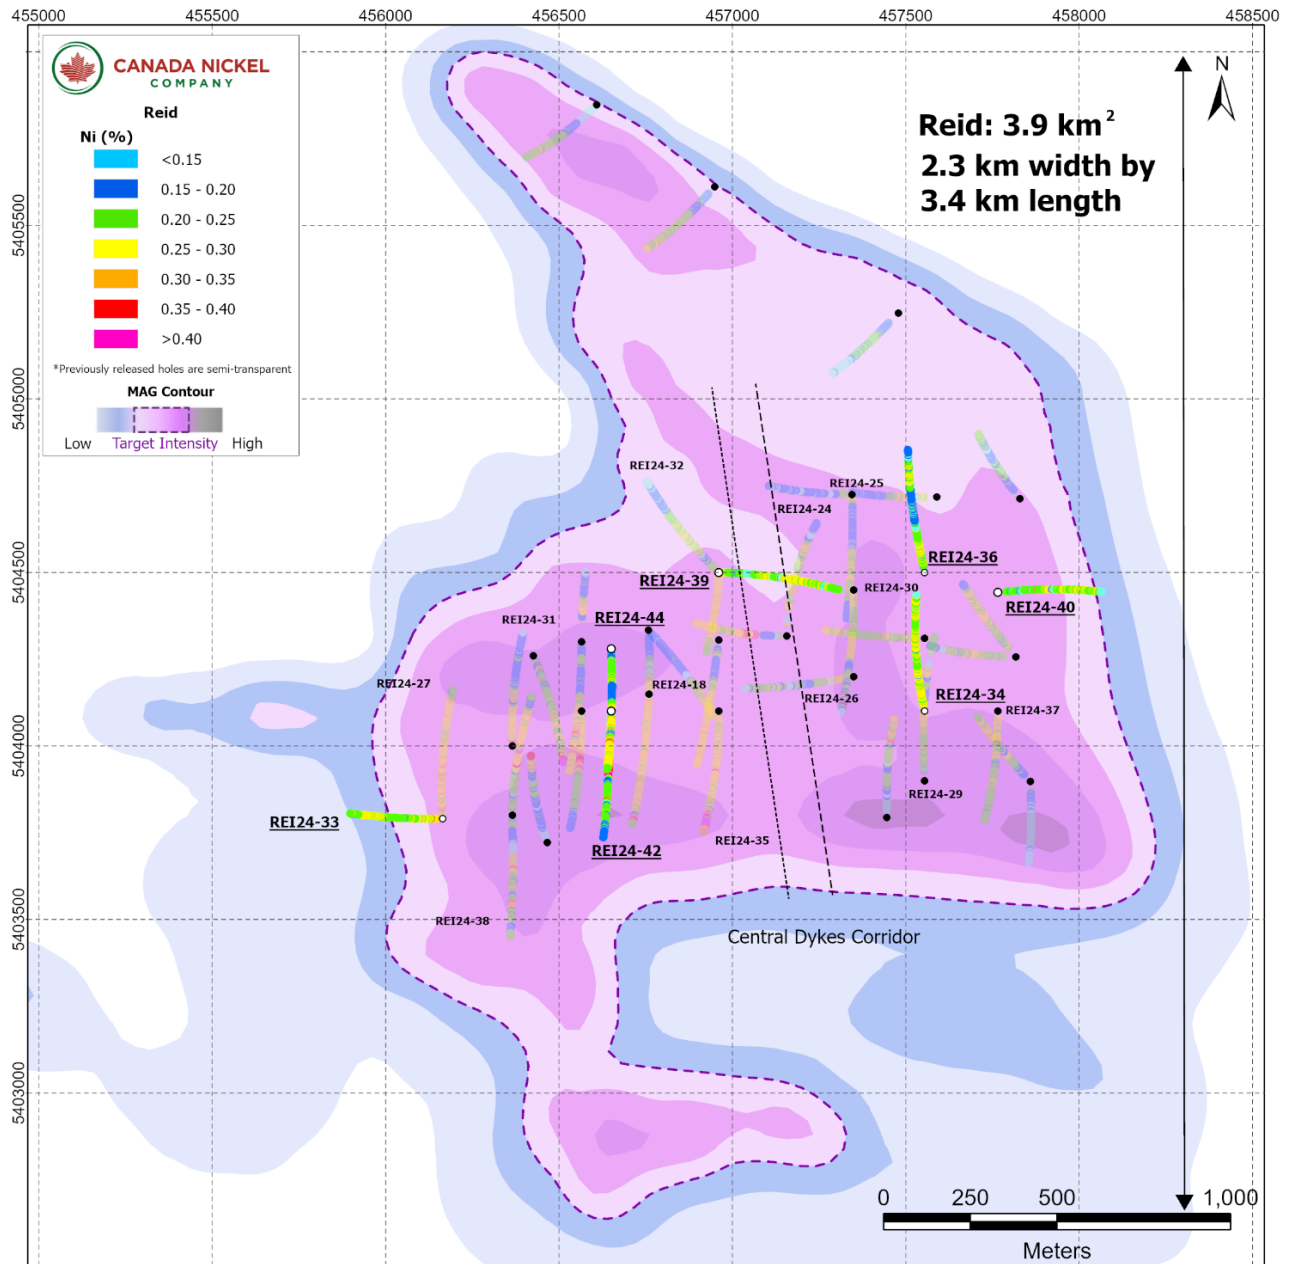 455000 455500 456000 456500 457000 457500 458000 458500
CANADA NICKEL
COMPANY
Reid
Ni (%)
<0.15
0.15 - 0.20
0.20 - 0.25
0.25 - 0.30
0.30 - 0.35
0.35 - 0.40
>0.40
*Previously released holes are semi-transparent
MAG Contour
Low Target Intensity High
N
Reid: 3.9 km²
2.3 km width by
3.4 km length
5405500
5405000
5404500
5404000
5403500
5403000
REI24-32
REI24-25
REI24-24
REI24-36
REI24-39
REI24-30
REI24-40
REI24-31
REI24-44
REI24-27
REI24-18
REI24-26
REI24-34
REI24-37
REI24-29
REI24-33
REI24-42
REI24-35
REI24-38
Central Dykes Corridor
0 250 500 1,000
Meters